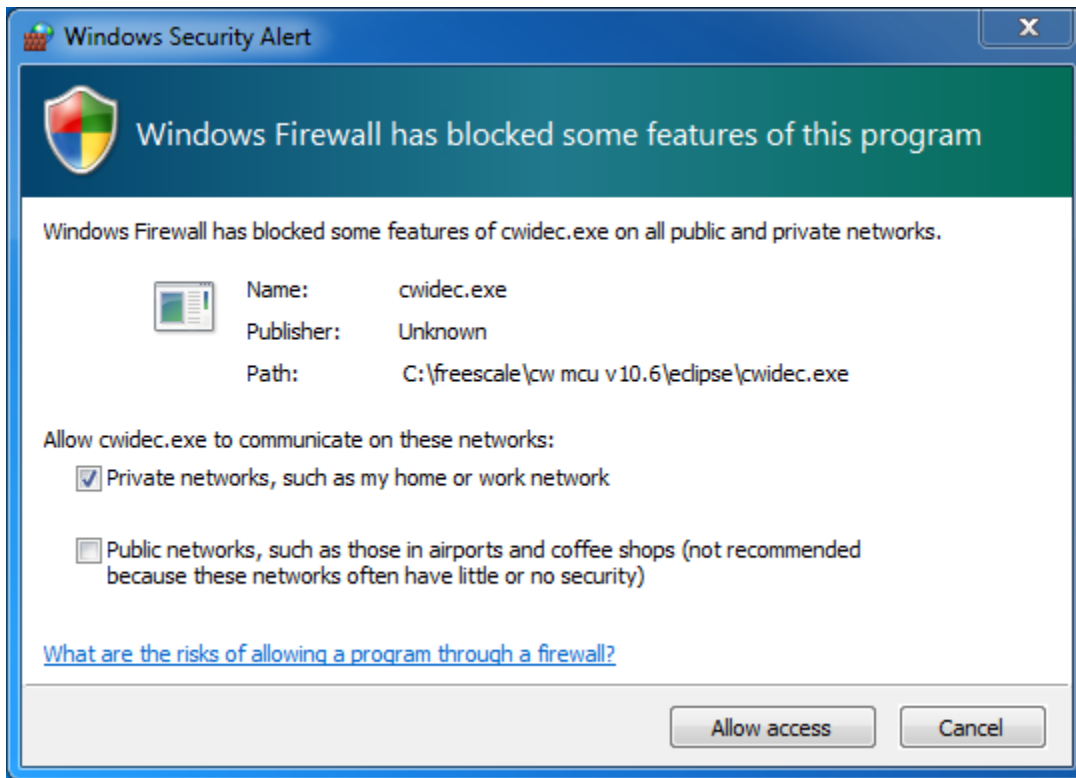 Windows Security Alert
X
Windows Firewall has blocked some features of this program
Windows Firewall has blocked some features of cwidec.exe on all public and private networks.
Name: cwidec.exe
Publisher: Unknown
Path: C:\freescale\cw mcu v10.6\eclipse\cwidec.exe
Allow cwidec.exe to communicate on these networks:
Private networks, such as my home or work network
Public networks, such as those in airports and coffee shops (not recommended
because these networks often have little or no security)
What are the risks of allowing a program through a firewall?
Allow access Cancel